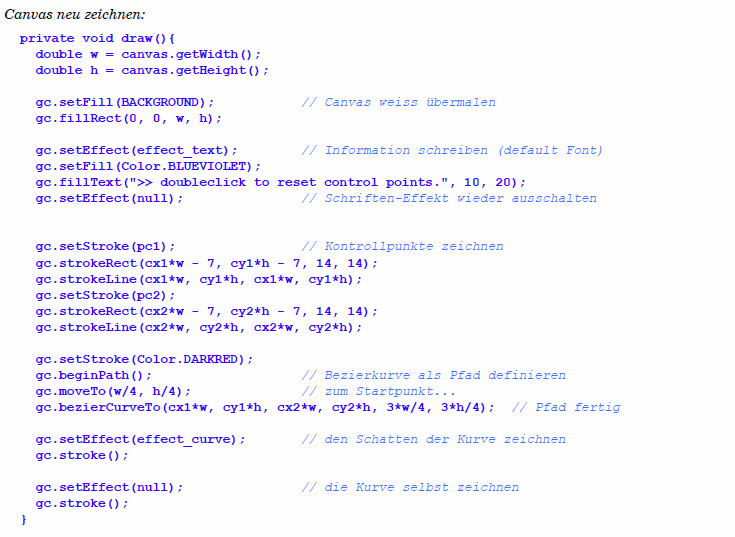 Canvas neu zeichnen:
private void draw(){
double w = canvas.getWidth();
double h = canvas.getHeight();
gc.setFill(BACKGROUND); // Canvas weiss übermalen
gc.fillRect(0, 0, w, h);
gc.setEffect(effect_text); // Information schreiben (default Font)
gc.setFill(Color.BLUEVIOLET);
gc.fillText(">> doubleclick to reset control points.", 10, 20);
gc.setEffect(null); // Schriften-Effekt wieder ausschalten
gc.setStroke(pc1); // Kontrollpunkte zeichnen
gc.strokeRect(cx1*w - 7, cy1*h - 7, 14, 14);
gc.strokeLine(cx1*w, cy1*h, cx1*w, cy1*h);
gc.setStroke(pc2);
gc.strokeRect(cx2*w - 7, cy2*h - 7, 14, 14);
gc.strokeLine(cx2*w, cy2*h, cx2*w, cy2*h);
gc.setStroke(Color.DARKRED);
gc.beginPath(); // Bezierkurve als Pfad definieren
gc.moveTo(w/4, h/4); // zum Startpunkt...
gc.bezierCurveTo(cx1*w, cy1*h, cx2*w, cy2*h, 3*w/4, 3*h/4); // Pfad fertig
gc.setEffect(effect_curve); // den Schatten der Kurve zeichnen
gc.stroke();
gc.setEffect(null); // die Kurve selbst zeichnen
gc.stroke();
}